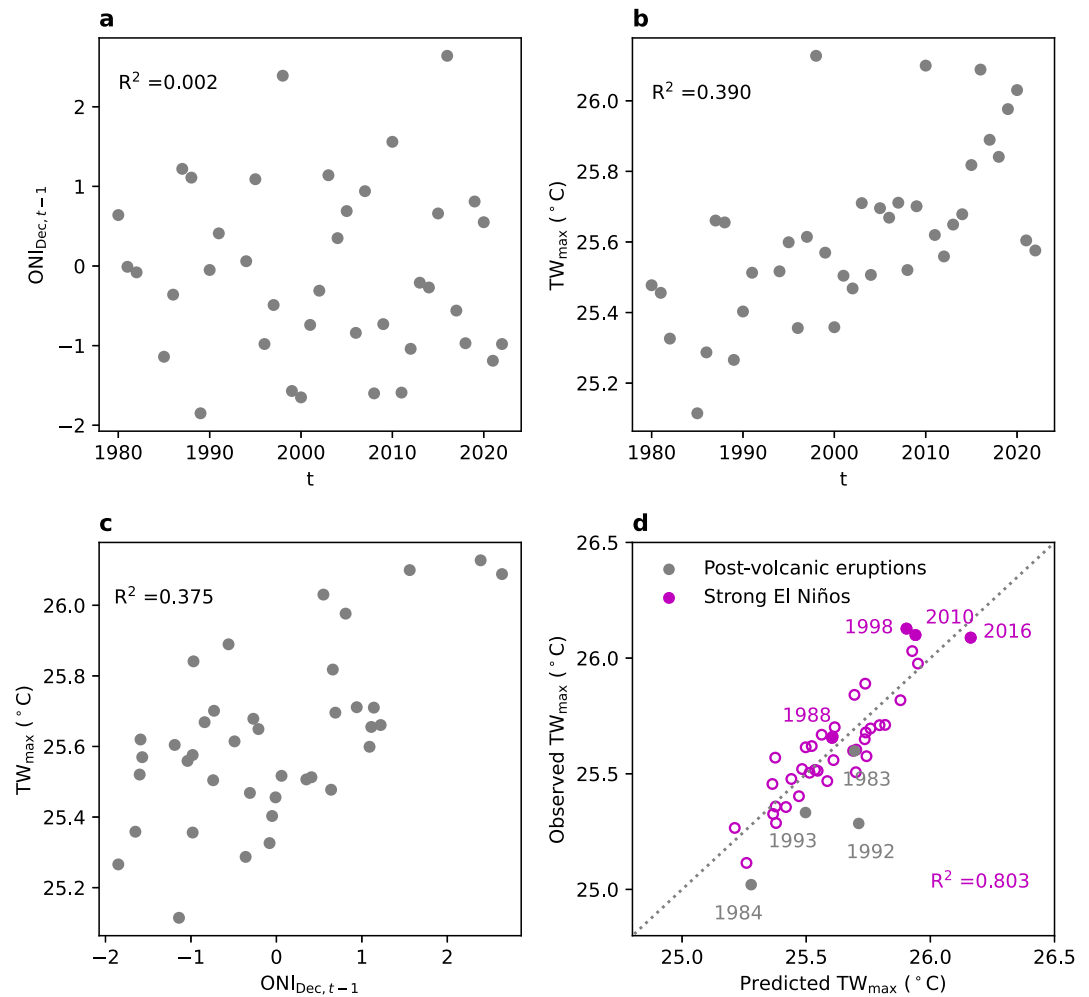 a
R² =0.002
ONI_Dec, t−1
2
1
0
−1
−2
1980 1990 2000 2010 2020
t
b
R² =0.390
TW_max (°C)
26.0
25.8
25.6
25.4
25.2
1980 1990 2000 2010 2020
t
c
R² =0.375
TW_max (°C)
26.0
25.8
25.6
25.4
25.2
−2 −1 0 1 2
ONI_Dec, t−1
d
Post-volcanic eruptions
Strong El Niños
1998
2010
2016
1988
1983
1993
1992
1984
R² =0.803
Observed TW_max (°C)
26.5
26.0
25.5
25.0
25.0 25.5 26.0 26.5
Predicted TW_max (°C)